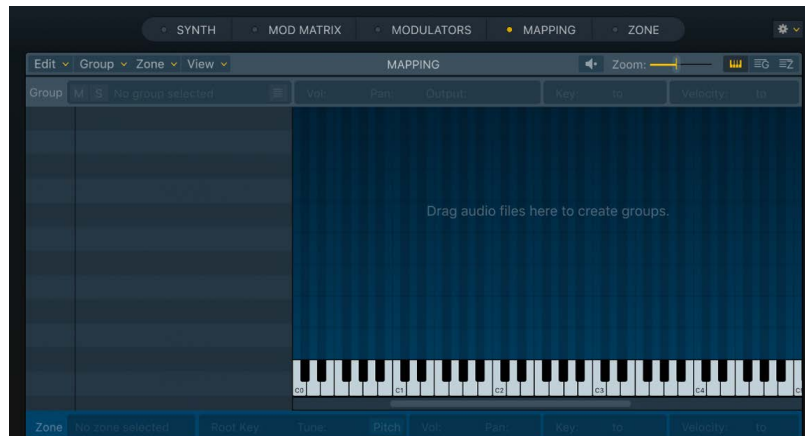 SYNTH MOD MATRIX MODULATORS MAPPING ZONE
Edit Group Zone View MAPPING Zoom:
Group M S No group selected Vol: Pan: Output: Key: to Velocity: to
Drag audio files here to create groups.
C0 C1 C2 C3 C4
Zone No zone selected Root Key: Tune: Pitch Vol: Pan: Key: to Velocity: to